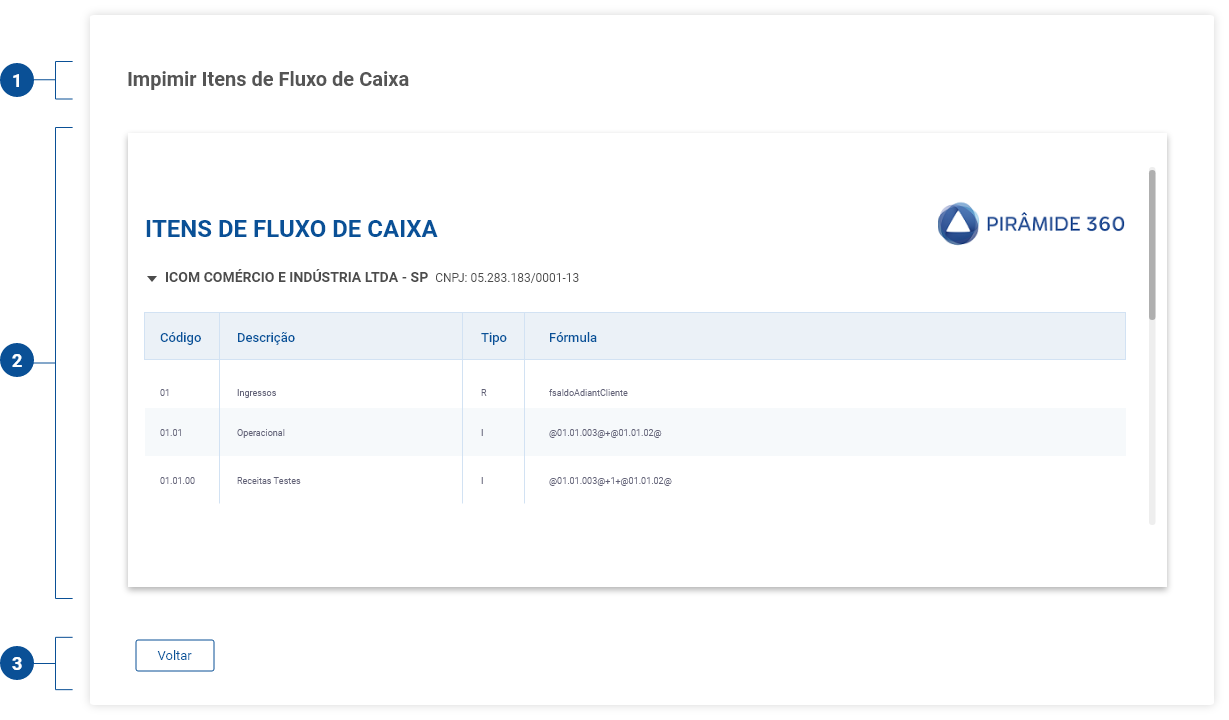 1
Impimir Itens de Fluxo de Caixa
2
ITENS DE FLUXO DE CAIXA
PIRÂMIDE 360
ICOM COMÉRCIO E INDÚSTRIA LTDA - SP CNPJ: 05.283.183/0001-13
Código Descrição Tipo Fórmula
01 Ingressos R fsaldoAdiantCliente
01.01 Operacional I @01.01.003@+@01.01.02@
01.01.00 Receitas Testes I @01.01.003@+1+@01.01.02@
3
Voltar